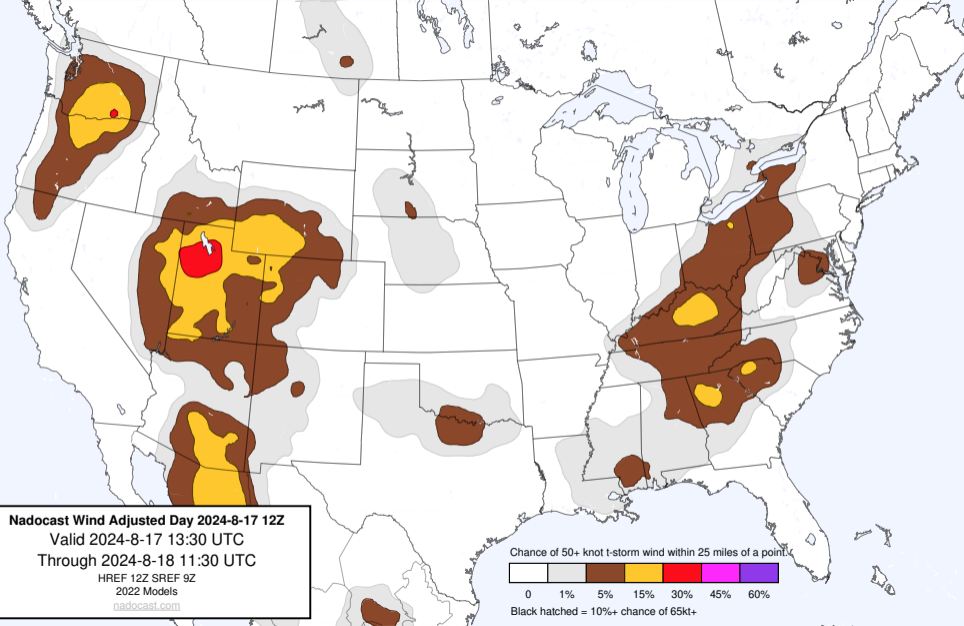 Nadocast Wind Adjusted Day 2024-8-17 12Z
Valid 2024-8-17 13:30 UTC
Through 2024-8-18 11:30 UTC
HREF 12Z SREF 9Z
2022 Models
nadocast.com
Chance of 50+ knot t-storm wind within 25 miles of a point.
0 1% 5% 15% 30% 45% 60%
Black hatched = 10%+ chance of 65kt+